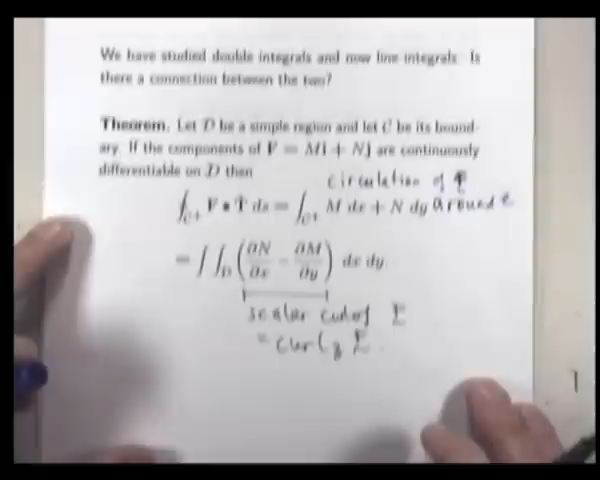 We have studied double integrals and now line integrals. Is
there a connection between the two?
Theorem. Let D be a simple region and let C be its bound-
ary. If the components of F = Mi + Nj are continuously
differentiable on D then
circulation of F
∫_{C+} F • T ds = ∫_{C+} M dx + N dy around C
= ∫∫_D (∂N/∂x − ∂M/∂y) dx dy
scalar curl of F
= curl_z F.